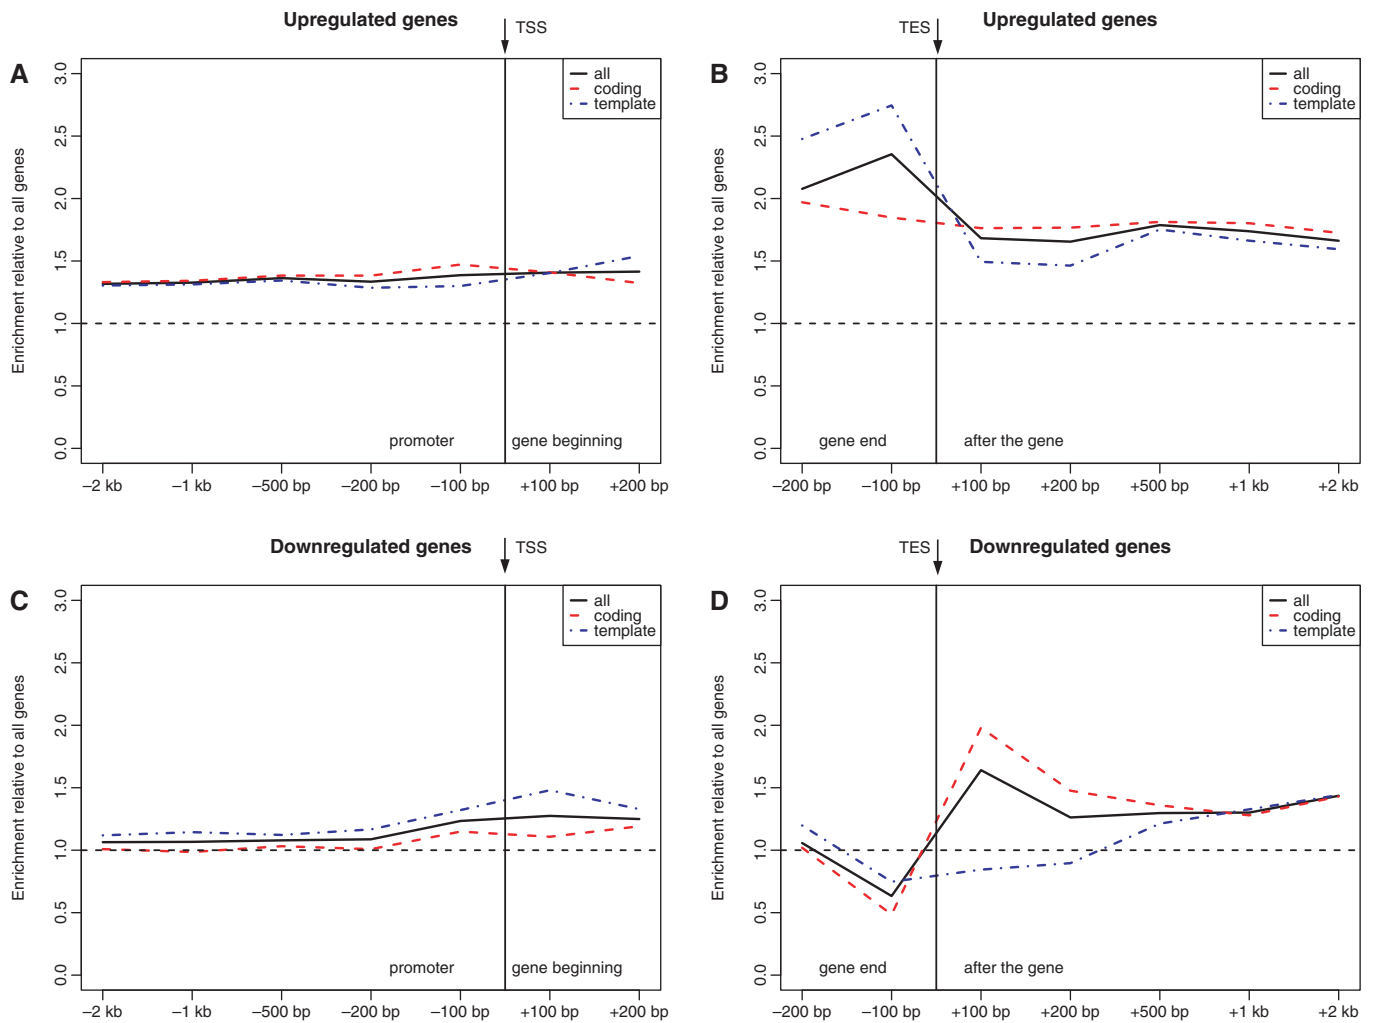 Upregulated genes
TSS
A
all
coding
template
3.0
2.5
2.0
1.5
1.0
0.5
0.0
Enrichment relative to all genes
promoter
gene beginning
–2 kb –1 kb –500 bp –200 bp –100 bp +100 bp +200 bp
TES
Upregulated genes
B
all
coding
template
3.0
2.5
2.0
1.5
1.0
0.5
0.0
Enrichment relative to all genes
gene end
after the gene
–200 bp –100 bp +100 bp +200 bp +500 bp +1 kb +2 kb
Downregulated genes
TSS
C
all
coding
template
3.0
2.5
2.0
1.5
1.0
0.5
0.0
Enrichment relative to all genes
promoter
gene beginning
–2 kb –1 kb –500 bp –200 bp –100 bp +100 bp +200 bp
TES
Downregulated genes
D
all
coding
template
3.0
2.5
2.0
1.5
1.0
0.5
0.0
Enrichment relative to all genes
gene end
after the gene
–200 bp –100 bp +100 bp +200 bp +500 bp +1 kb +2 kb